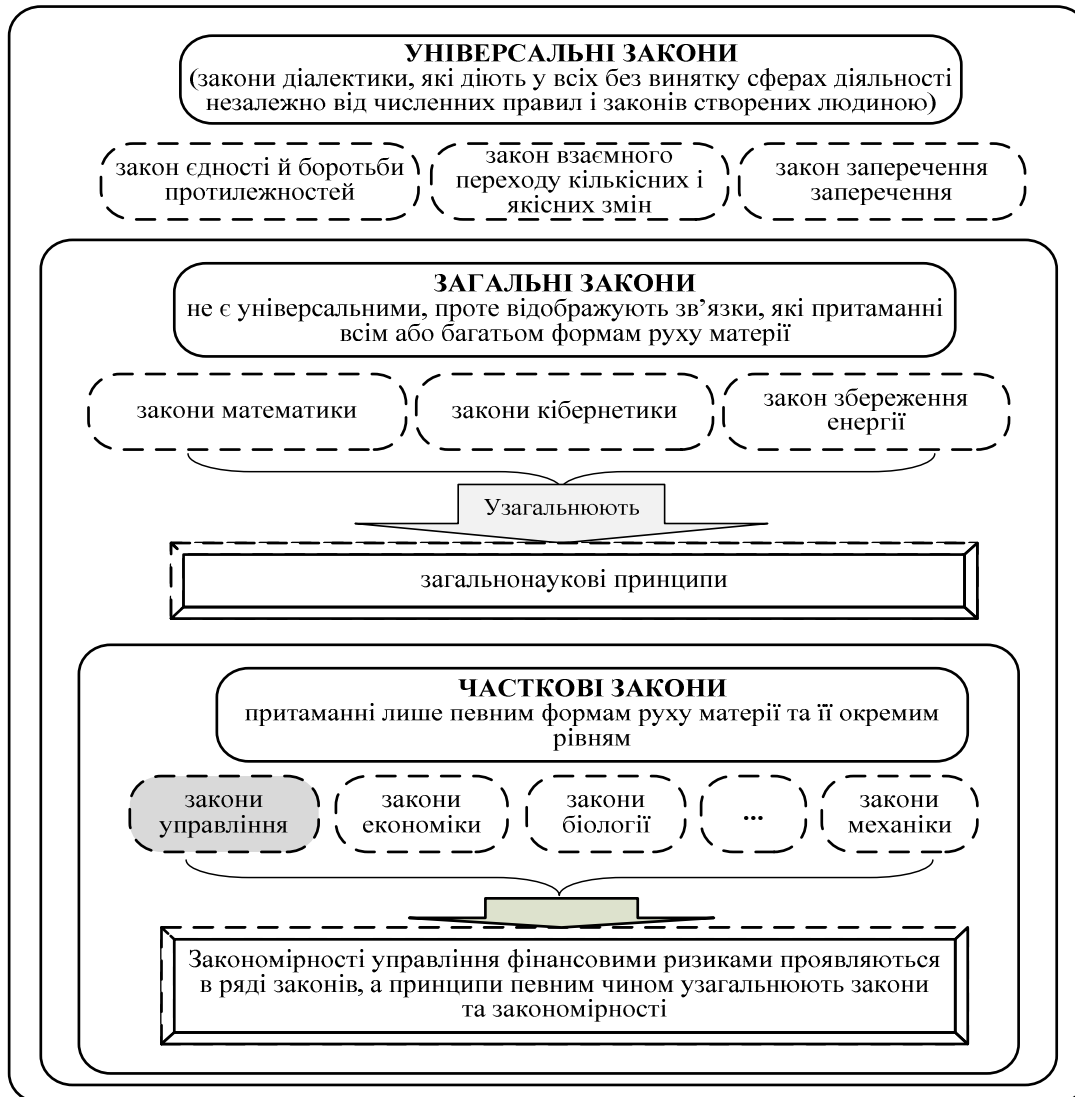 УНІВЕРСАЛЬНІ ЗАКОНИ
(закони діалектики, які діють у всіх без винятку сферах діяльності
незалежно від численних правил і законів створених людиною)
закон єдності й боротьби
протилежностей
закон взаємного
переходу кількісних і
якісних змін
закон заперечення
заперечення
ЗАГАЛЬНІ ЗАКОНИ
не є універсальними, проте відображують зв’язки, які притаманні
всім або багатьом формам руху матерії
закони математики
закони кібернетики
закон збереження
енергії
Узагальнюють
загальнонаукові принципи
ЧАСТКОВІ ЗАКОНИ
притаманні лише певним формам руху матерії та її окремим
рівням
закони
управління
закони
економіки
закони
біології
...
закони
механіки
Закономірності управління фінансовими ризиками проявляються
в ряді законів, а принципи певним чином узагальнюють закони
та закономірності